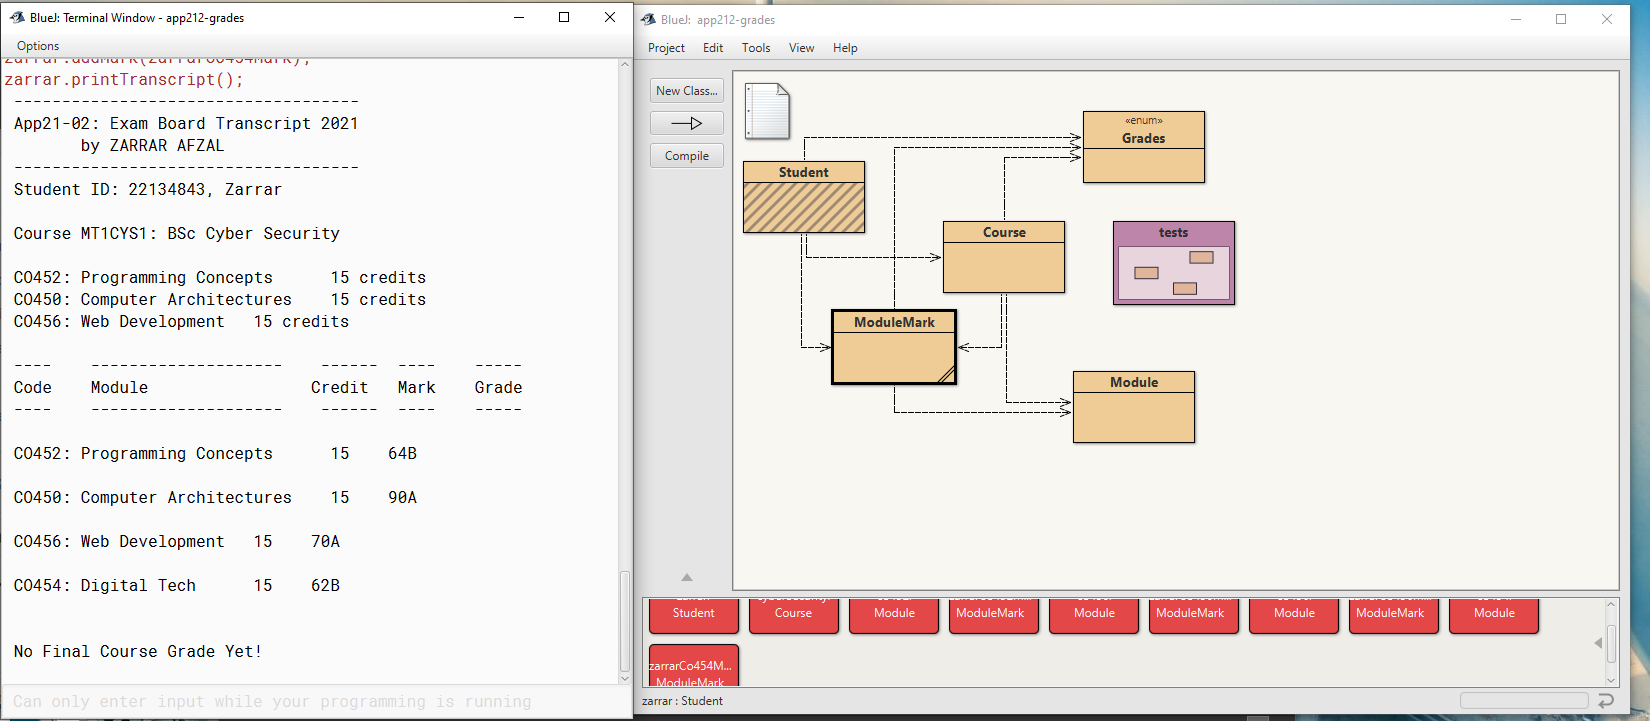 BlueJ: Terminal Window - app212-grades
Options
zarrar.printTranscript();
------------------------------------
App21-02: Exam Board Transcript 2021
by ZARRAR AFZAL
------------------------------------
Student ID: 22134843, Zarrar
Course MT1CYS1: BSc Cyber Security
CO452: Programming Concepts 15 credits
CO450: Computer Architectures 15 credits
CO456: Web Development 15 credits
---- -------------------- ------ ---- -----
Code Module Credit Mark Grade
---- -------------------- ------ ---- -----
CO452: Programming Concepts 15 64B
CO450: Computer Architectures 15 90A
CO456: Web Development 15 70A
CO454: Digital Tech 15 62B
No Final Course Grade Yet!
Can only enter input while your programming is running
BlueJ: app212-grades
Project Edit Tools View Help
New Class...
Compile
«enum»
Grades
Student
Course
tests
ModuleMark
Module
Student Course Module ModuleMark Module ModuleMark Module ModuleMark Module
zarrarCo454M...
ModuleMark
zarrar : Student